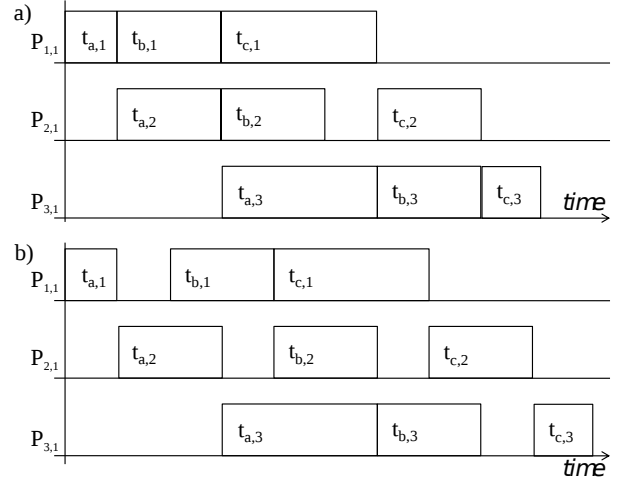 a)
P1,1 ta,1 tb,1 tc,1
P2,1 ta,2 tb,2 tc,2
P3,1 ta,3 tb,3 tc,3 time
b)
P1,1 ta,1 tb,1 tc,1
P2,1 ta,2 tb,2 tc,2
P3,1 ta,3 tb,3 tc,3
time